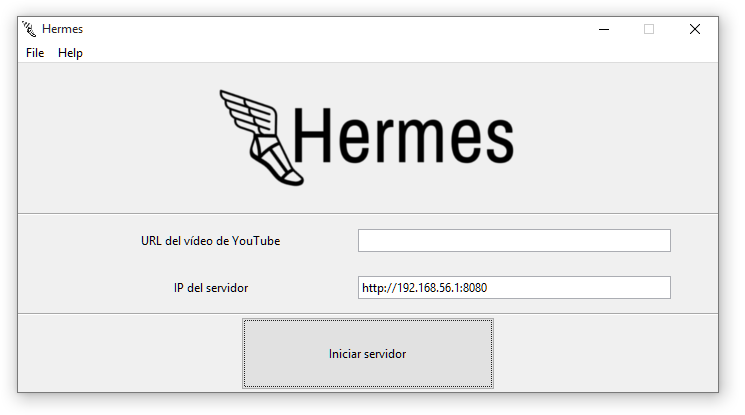 Hermes
File Help
Hermes
URL del vídeo de YouTube
IP del servidor http://192.168.56.1:8080
Iniciar servidor